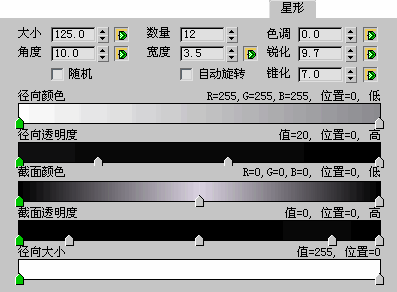 星形
大小 125.0 数量 12 色调 0.0
角度 10.0 宽度 3.5 锐化 9.7
随机 自动旋转 锥化 7.0
径向颜色 R=255, G=255, B=255, 位置=0, 低
径向透明度 值=20, 位置=0, 高
截面颜色 R=0, G=0, B=0, 位置=0, 低
截面透明度 值=0, 位置=0, 高
径向大小 值=255, 位置=0